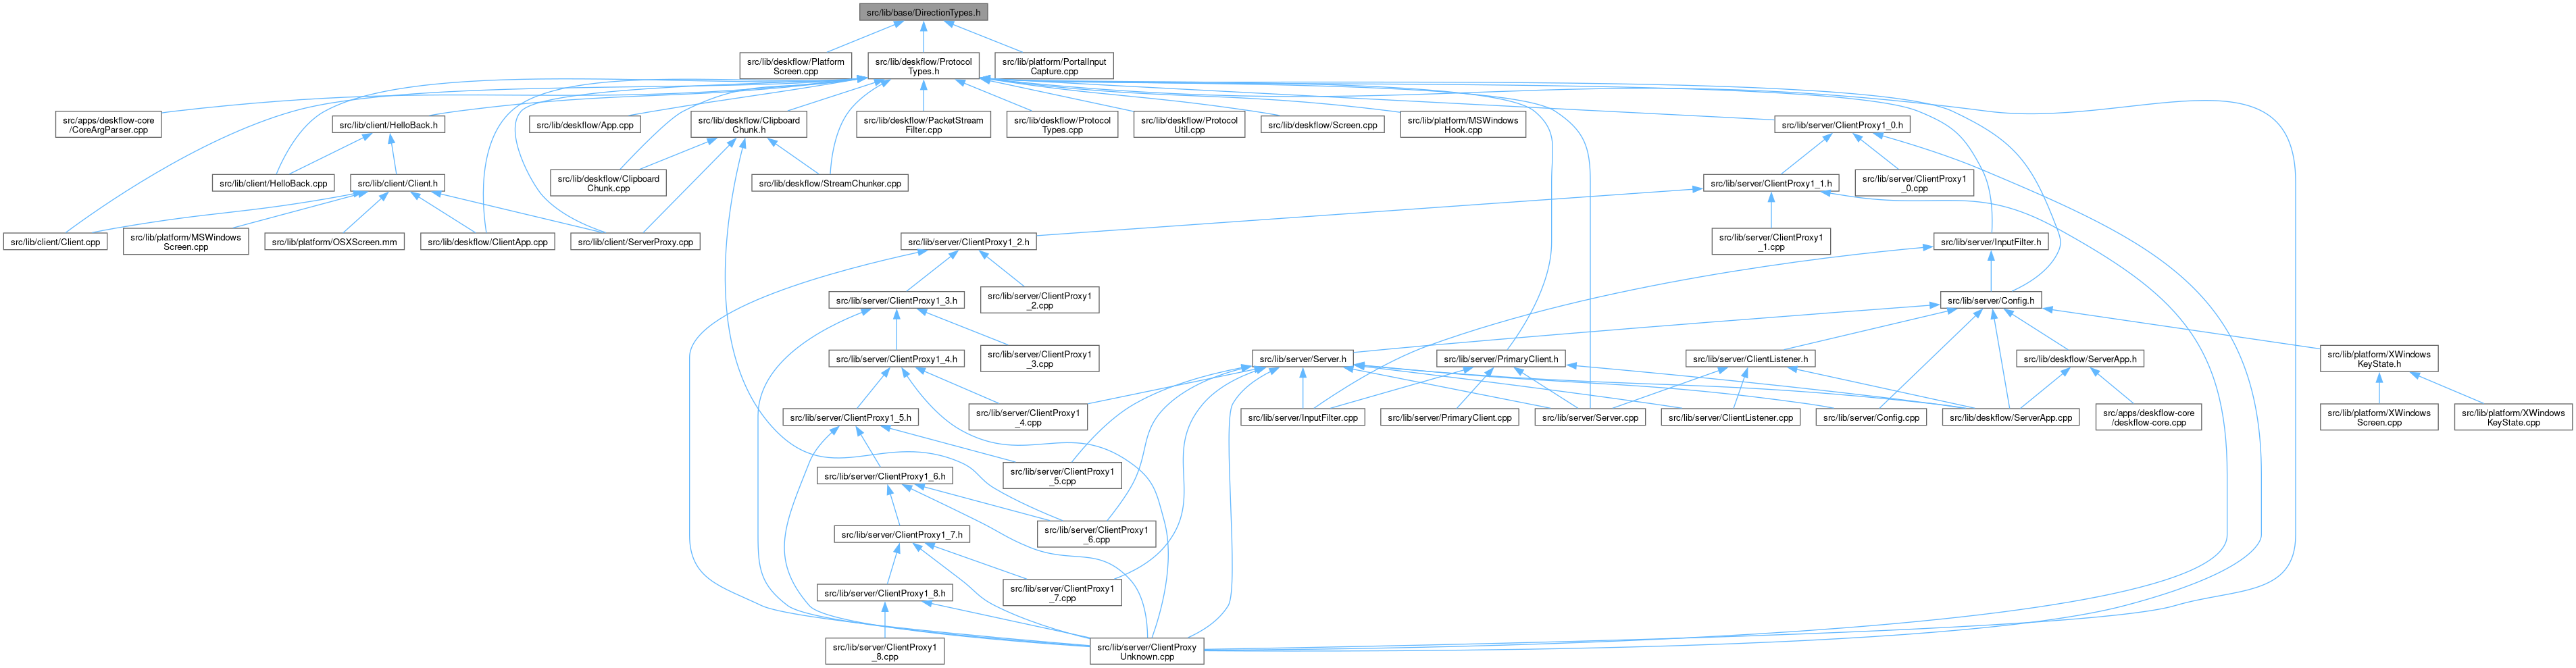 src/lib/base/DirectionTypes.h
src/lib/deskflow/Platform
Screen.cpp
src/lib/deskflow/Protocol
Types.h
src/lib/platform/PortalInput
Capture.cpp
src/apps/deskflow-core
/CoreArgParser.cpp
src/lib/client/HelloBack.h
src/lib/deskflow/App.cpp
src/lib/deskflow/Clipboard
Chunk.h
src/lib/deskflow/PacketStream
Filter.cpp
src/lib/deskflow/Protocol
Types.cpp
src/lib/deskflow/Protocol
Util.cpp
src/lib/deskflow/Screen.cpp
src/lib/platform/MSWindows
Hook.cpp
src/lib/server/ClientProxy1_0.h
src/lib/client/HelloBack.cpp
src/lib/client/Client.h
src/lib/deskflow/Clipboard
Chunk.cpp
src/lib/deskflow/StreamChunker.cpp
src/lib/server/ClientProxy1_1.h
src/lib/server/ClientProxy1
_0.cpp
src/lib/client/Client.cpp
src/lib/platform/MSWindows
Screen.cpp
src/lib/platform/OSXScreen.mm
src/lib/deskflow/ClientApp.cpp
src/lib/client/ServerProxy.cpp
src/lib/server/ClientProxy1_2.h
src/lib/server/ClientProxy1
_1.cpp
src/lib/server/InputFilter.h
src/lib/server/ClientProxy1_3.h
src/lib/server/ClientProxy1
_2.cpp
src/lib/server/Config.h
src/lib/server/ClientProxy1_4.h
src/lib/server/ClientProxy1
_3.cpp
src/lib/server/Server.h
src/lib/server/PrimaryClient.h
src/lib/server/ClientListener.h
src/lib/deskflow/ServerApp.h
src/lib/platform/XWindows
KeyState.h
src/lib/server/ClientProxy1_5.h
src/lib/server/ClientProxy1
_4.cpp
src/lib/server/InputFilter.cpp
src/lib/server/PrimaryClient.cpp
src/lib/server/Server.cpp
src/lib/server/ClientListener.cpp
src/lib/server/Config.cpp
src/lib/deskflow/ServerApp.cpp
src/apps/deskflow-core
/deskflow-core.cpp
src/lib/platform/XWindows
Screen.cpp
src/lib/platform/XWindows
KeyState.cpp
src/lib/server/ClientProxy1_6.h
src/lib/server/ClientProxy1
_5.cpp
src/lib/server/ClientProxy1_7.h
src/lib/server/ClientProxy1
_6.cpp
src/lib/server/ClientProxy1_8.h
src/lib/server/ClientProxy1
_7.cpp
src/lib/server/ClientProxy1
_8.cpp
src/lib/server/ClientProxy
Unknown.cpp